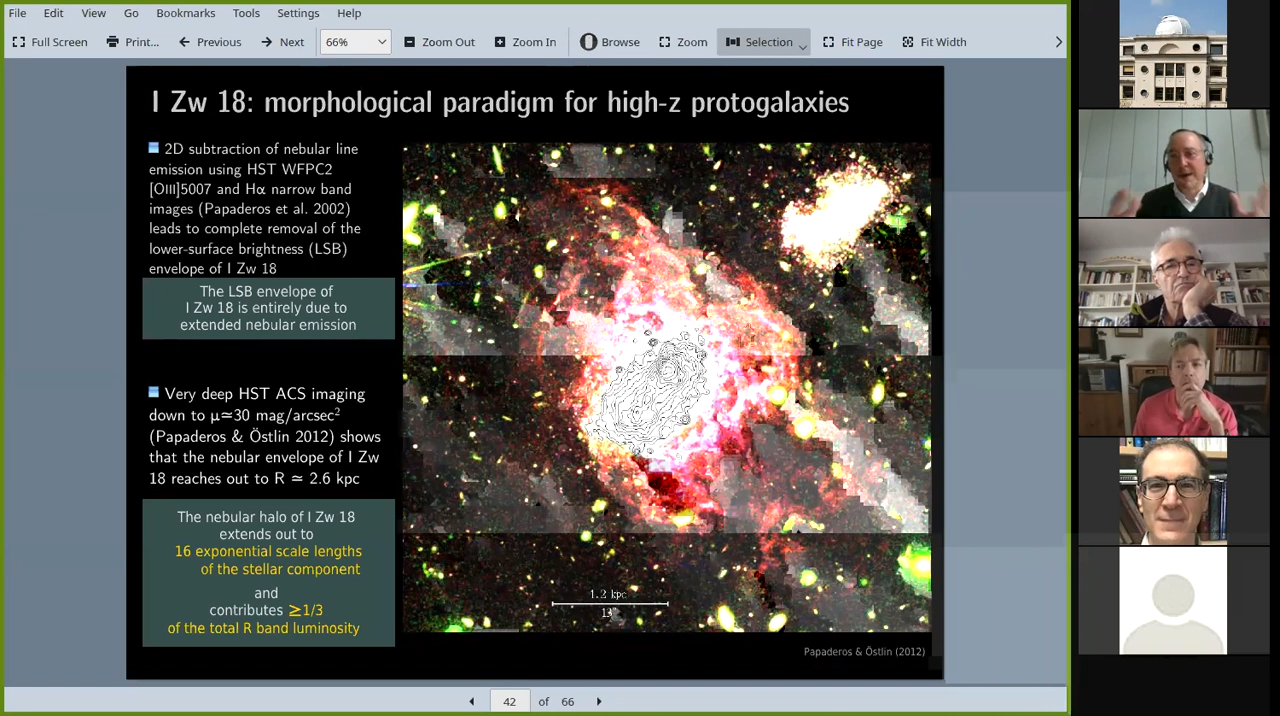 File Edit View Go Bookmarks Tools Settings Help
Full Screen Print... Previous Next 66% Zoom Out Zoom In Browse Zoom Selection Fit Page Fit Width
I Zw 18: morphological paradigm for high-z protogalaxies
2D subtraction of nebular line
emission using HST WFPC2
[OIII]5007 and Hα narrow band
images (Papaderos et al. 2002)
leads to complete removal of the
lower-surface brightness (LSB)
envelope of I Zw 18
The LSB envelope of
I Zw 18 is entirely due to
extended nebular emission
Very deep HST ACS imaging
down to μ≃30 mag/arcsec²
(Papaderos & Östlin 2012) shows
that the nebular envelope of I Zw
18 reaches out to R ≃ 2.6 kpc
The nebular halo of I Zw 18
extends out to
16 exponential scale lengths
of the stellar component
and
contributes ≥1/3
of the total R band luminosity
1.2 kpc
Papaderos & Östlin (2012)
42 of 66